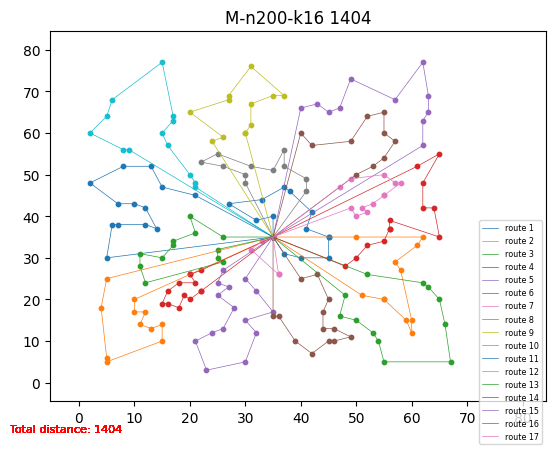 M-n200-k16 1404
80
70
60
50
40
30
20
10
0
0
10
20
30
40
50
60
70
80
route 1
route 2
route 3
route 4
route 5
route 6
route 7
route 8
route 9
route 10
route 11
route 12
route 13
route 14
route 15
route 16
route 17
Total distance: 1404